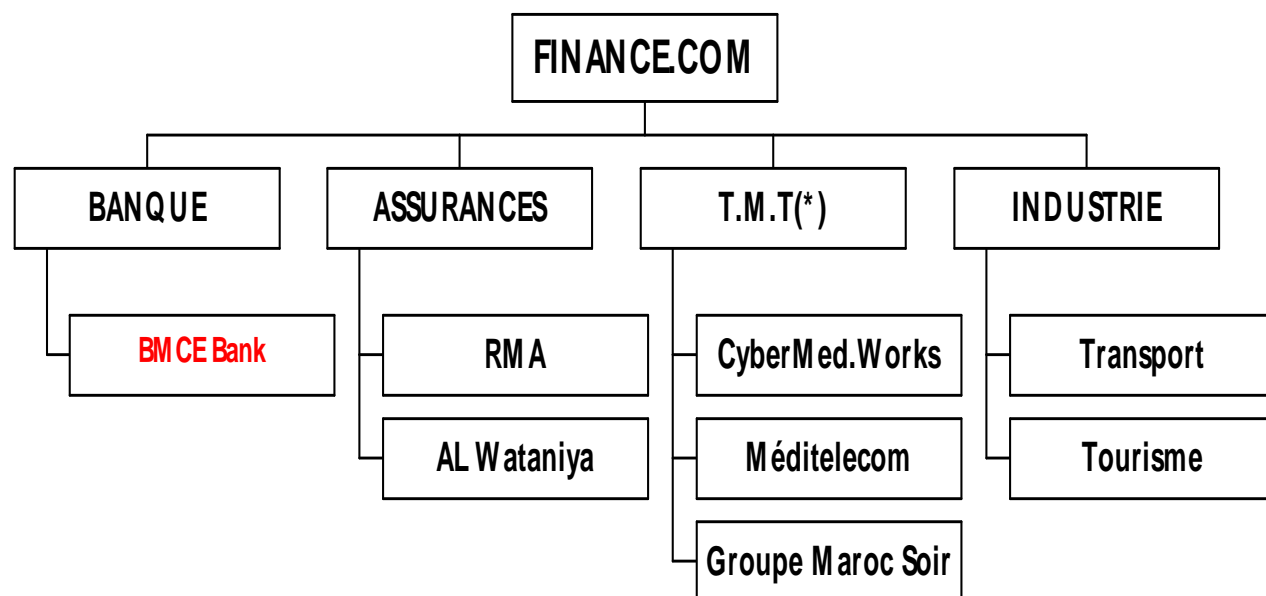 FINANCE.COM
BANQUE
ASSURANCES
T.M.T(*)
INDUSTRIE
BMCE Bank
RMA
CyberMed.Works
Transport
AL Wataniya
Méditelecom
Tourisme
Groupe Maroc Soir